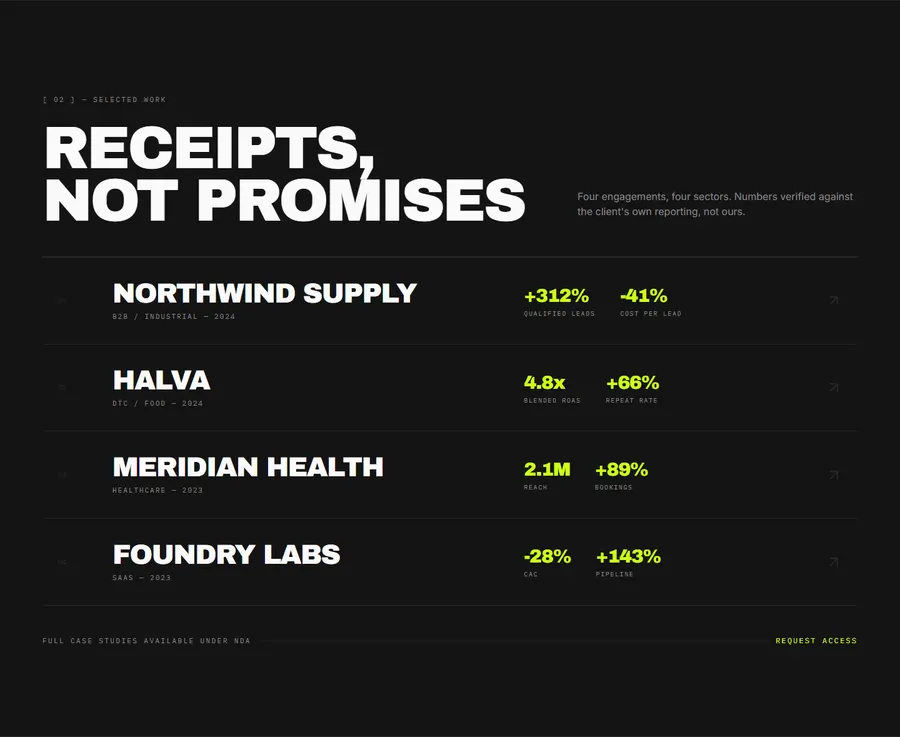 [ 02 ] — SELECTED WORK
RECEIPTS,
NOT PROMISES
Four engagements, four sectors. Numbers verified against
the client's own reporting, not ours.
NORTHWIND SUPPLY
B2B / INDUSTRIAL — 2024
+312%
QUALIFIED LEADS
-41%
COST PER LEAD
HALVA
DTC / FOOD — 2024
4.8x
BLENDED ROAS
+66%
REPEAT RATE
MERIDIAN HEALTH
HEALTHCARE — 2023
2.1M
REACH
+89%
BOOKINGS
FOUNDRY LABS
SAAS — 2023
-28%
CAC
+143%
PIPELINE
FULL CASE STUDIES AVAILABLE UNDER NDA
REQUEST ACCESS